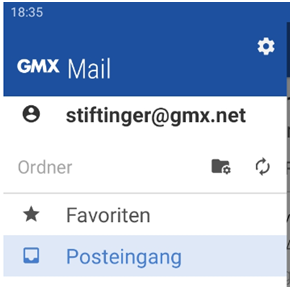 18:35
GMX Mail
stiftinger@gmx.net
Ordner
Favoriten
Posteingang